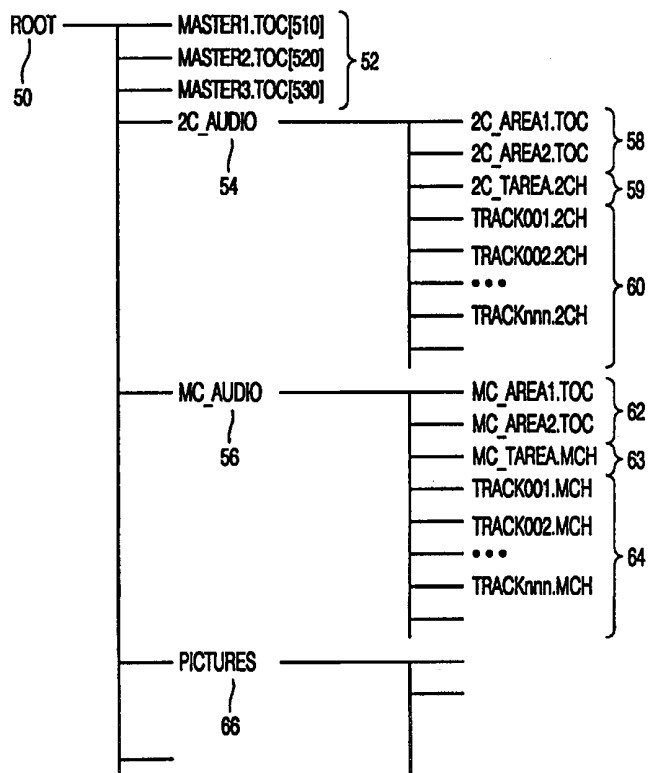 ROOT MASTER1.TOC[510]
MASTER2.TOC[520] 52
50 MASTER3.TOC[530]
2C_AUDIO 2C_AREA1.TOC
58
2C_AREA2.TOC
54 2C_TAREA.2CH 59
TRACK001.2CH
TRACK002.2CH
••• 60
TRACKnnn.2CH
MC_AUDIO MC_AREA1.TOC
62
MC_AREA2.TOC
56 MC_TAREA.MCH 63
TRACK001.MCH
TRACK002.MCH
••• 64
TRACKnnn.MCH
PICTURES
66